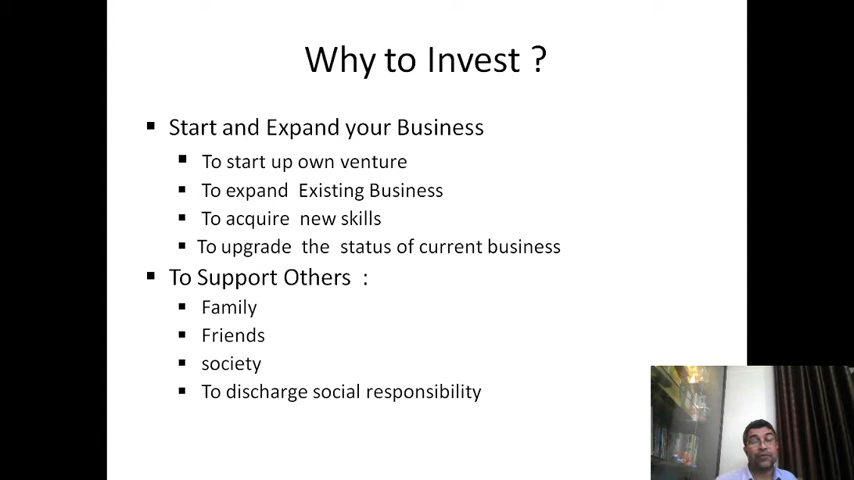 Why to Invest ?
Start and Expand your Business
To start up own venture
To expand Existing Business
To acquire new skills
To upgrade the status of current business
To Support Others :
Family
Friends
society
To discharge social responsibility